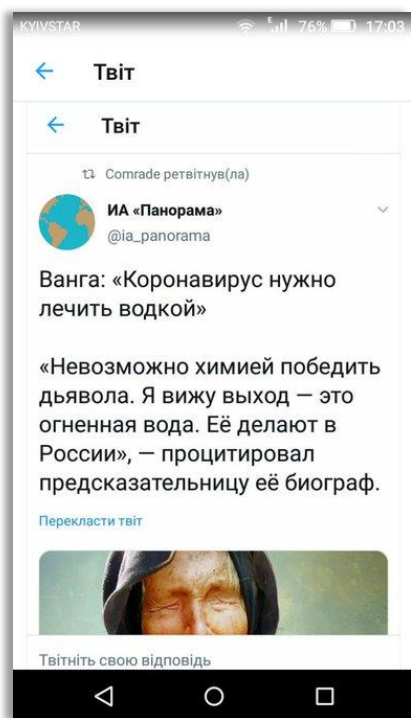 KYIVSTAR E 76% 17:03
Твіт
Твіт
Comrade ретвітнув(ла)
ИА «Панорама»
@ia_panorama
Ванга: «Коронавирус нужно
лечить водкой»
«Невозможно химией победить
дьявола. Я вижу выход — это
огненная вода. Её делают в
России», — процитировал
предсказательницу её биограф.
Перекласти твіт
Твітніть свою відповідь